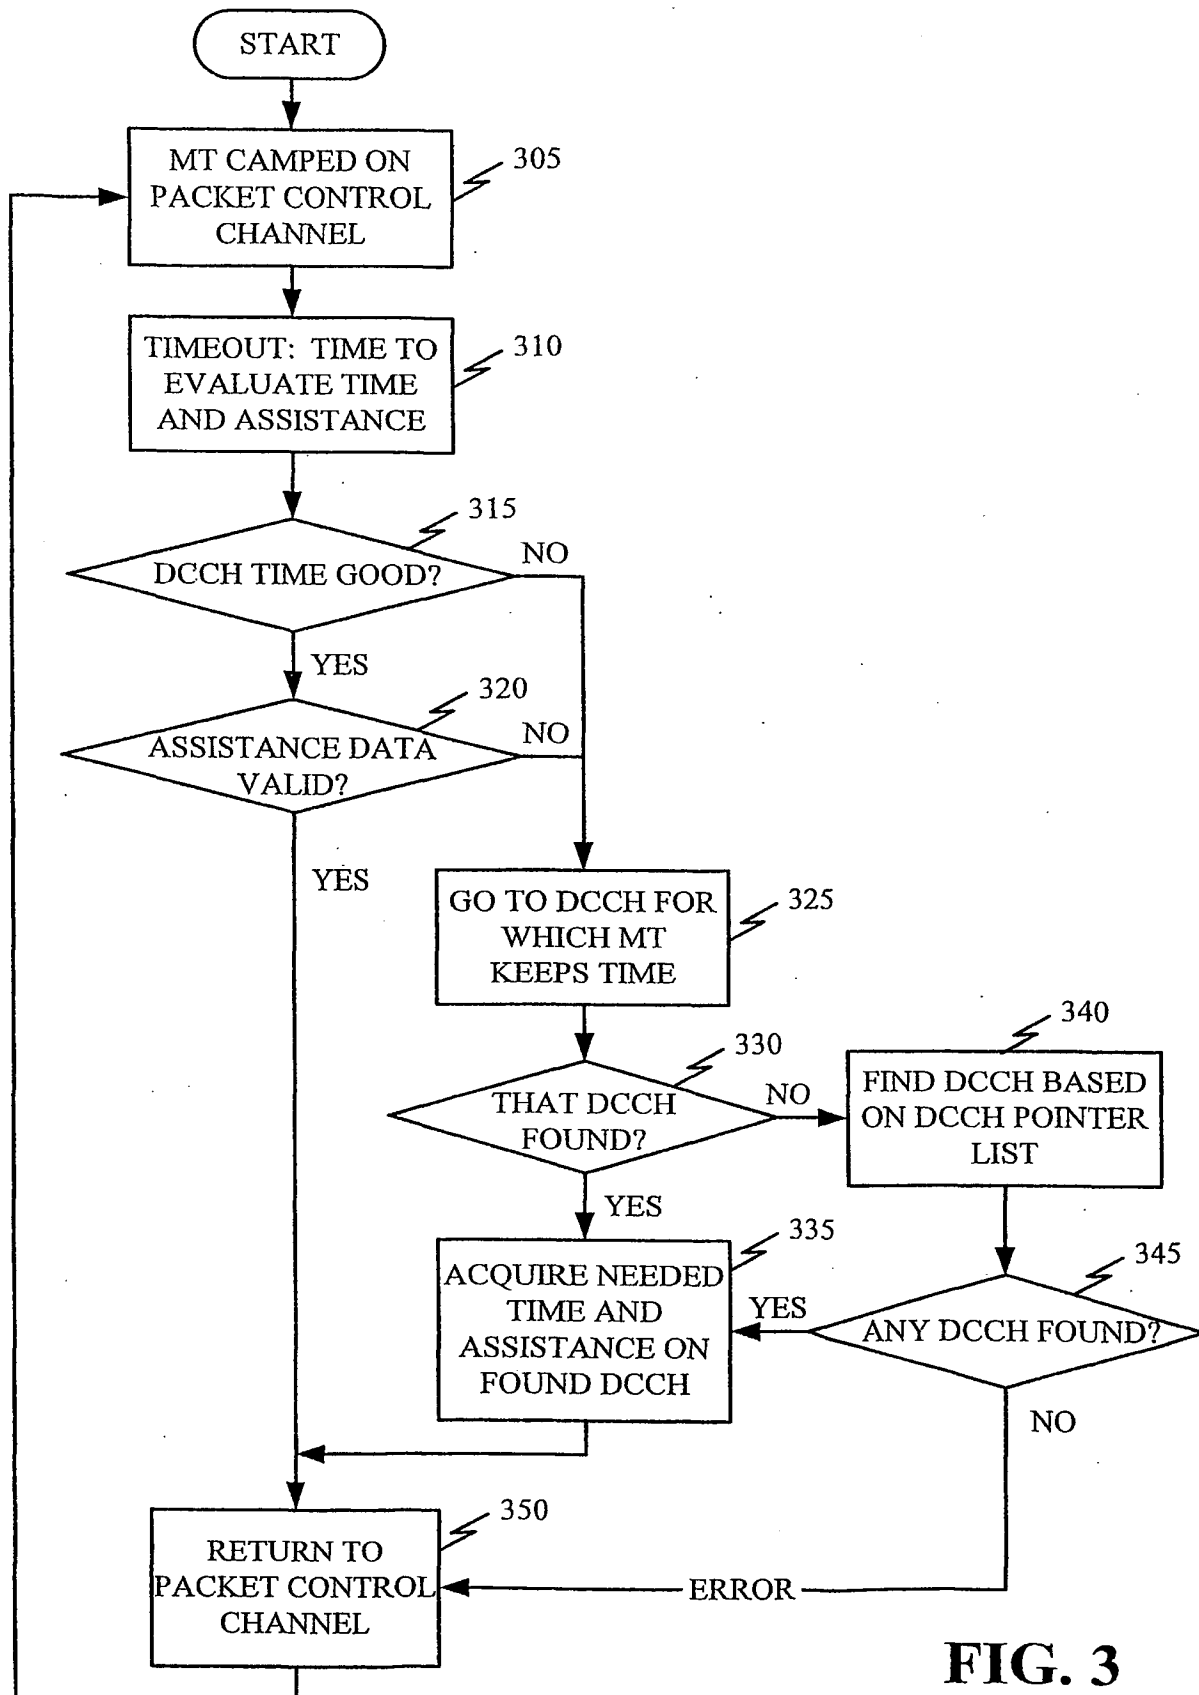 START
MT CAMPED ON
PACKET CONTROL
CHANNEL
305
TIMEOUT: TIME TO
EVALUATE TIME
AND ASSISTANCE
310
315
DCCH TIME GOOD?
NO
YES
320
ASSISTANCE DATA
VALID?
NO
YES
GO TO DCCH FOR
WHICH MT
KEEPS TIME
325
330
THAT DCCH
FOUND?
NO
YES
340
FIND DCCH BASED
ON DCCH POINTER
LIST
335
ACQUIRE NEEDED
TIME AND
ASSISTANCE ON
FOUND DCCH
345
YES
ANY DCCH FOUND?
NO
350
RETURN TO
PACKET CONTROL
CHANNEL
ERROR
FIG. 3